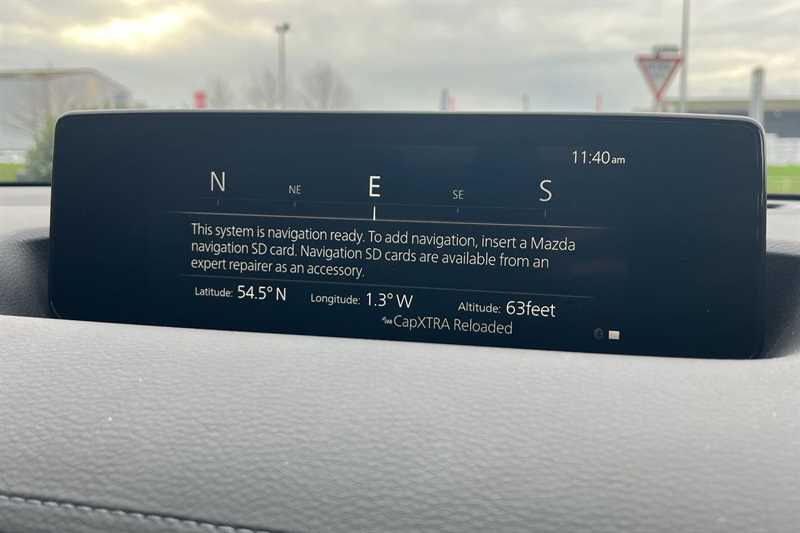 11:40am
N NE E SE S
This system is navigation ready. To add navigation, insert a Mazda
navigation SD card. Navigation SD cards are available from an
expert repairer as an accessory.
Latitude: 54.5° N Longitude: 1.3° W Altitude: 63feet
CapXTRA Reloaded